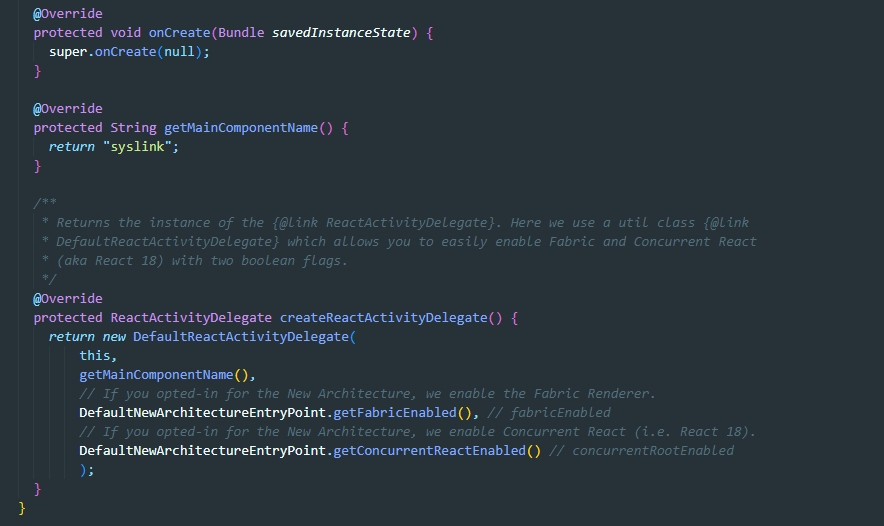 @Override
protected void onCreate(Bundle savedInstanceState) {
super.onCreate(null);
}
@Override
protected String getMainComponentName() {
return "syslink";
}
/**
* Returns the instance of the {@link ReactActivityDelegate}. Here we use a util class {@link
* DefaultReactActivityDelegate} which allows you to easily enable Fabric and Concurrent React
* (aka React 18) with two boolean flags.
*/
@Override
protected ReactActivityDelegate createReactActivityDelegate() {
return new DefaultReactActivityDelegate(
this,
getMainComponentName(),
// If you opted-in for the New Architecture, we enable the Fabric Renderer.
DefaultNewArchitectureEntryPoint.getFabricEnabled(), // fabricEnabled
// If you opted-in for the New Architecture, we enable Concurrent React (i.e. React 18).
DefaultNewArchitectureEntryPoint.getConcurrentReactEnabled() // concurrentRootEnabled
);
}
}